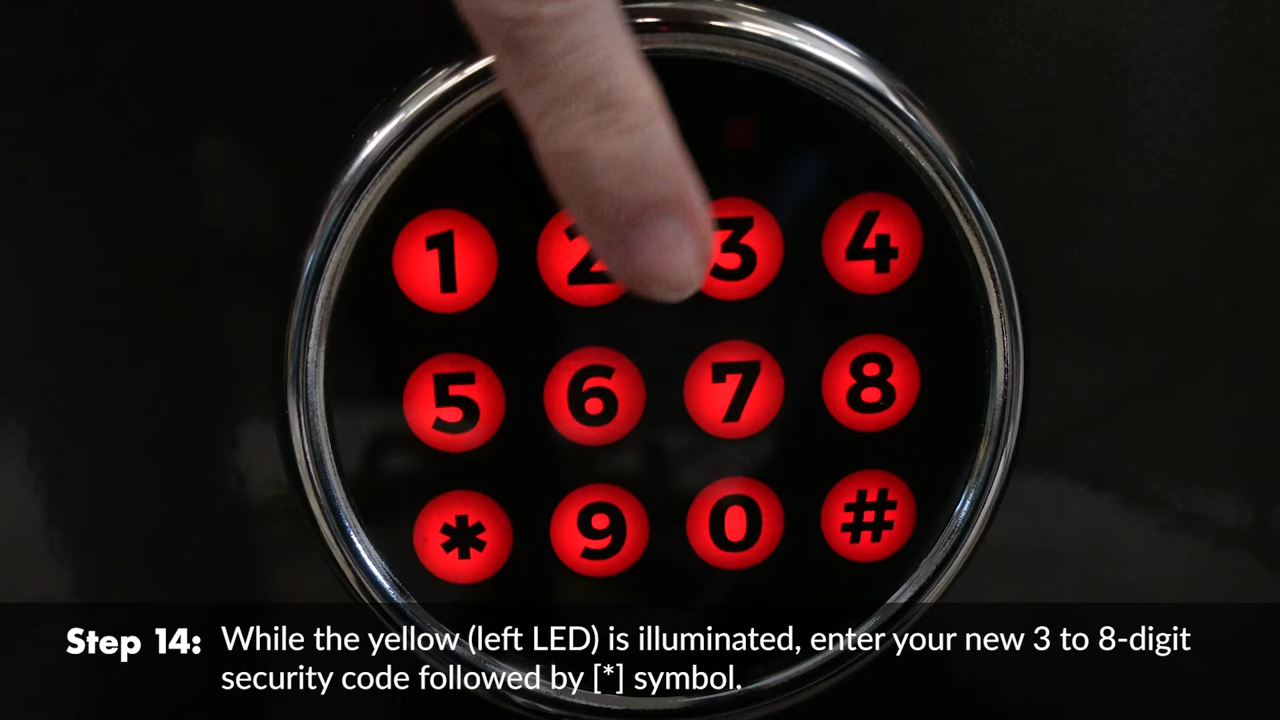 1 2 3 4
5 6 7 8
* 9 0 #
Step 14: While the yellow (left LED) is illuminated, enter your new 3 to 8-digit
security code followed by [*] symbol.